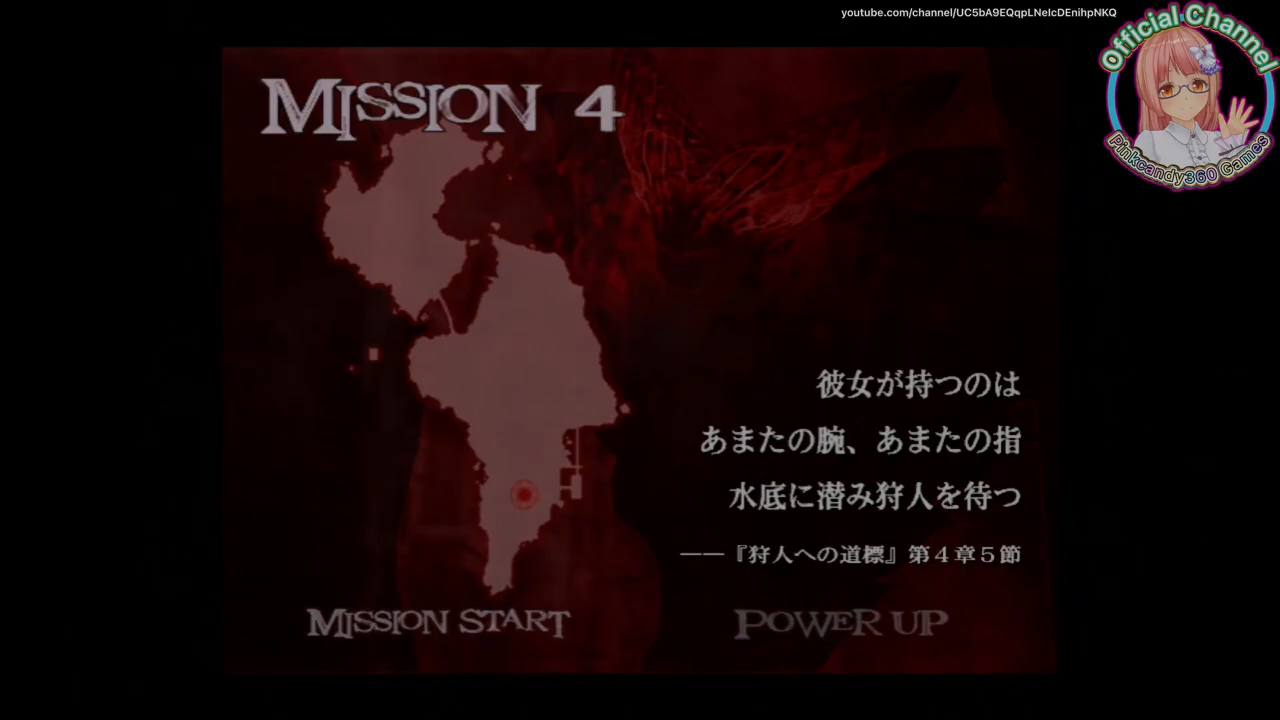 youtube.com/channel/UC5bA9EQqpLNeIcDEnihpNKQ
Official Channel
Pinkcandy360 Games
MISSION 4
彼女が持つのは
あまたの腕、あまたの指
水底に潜み狩人を待つ
――『狩人への道標』第４章５節
MISSION START
POWER UP